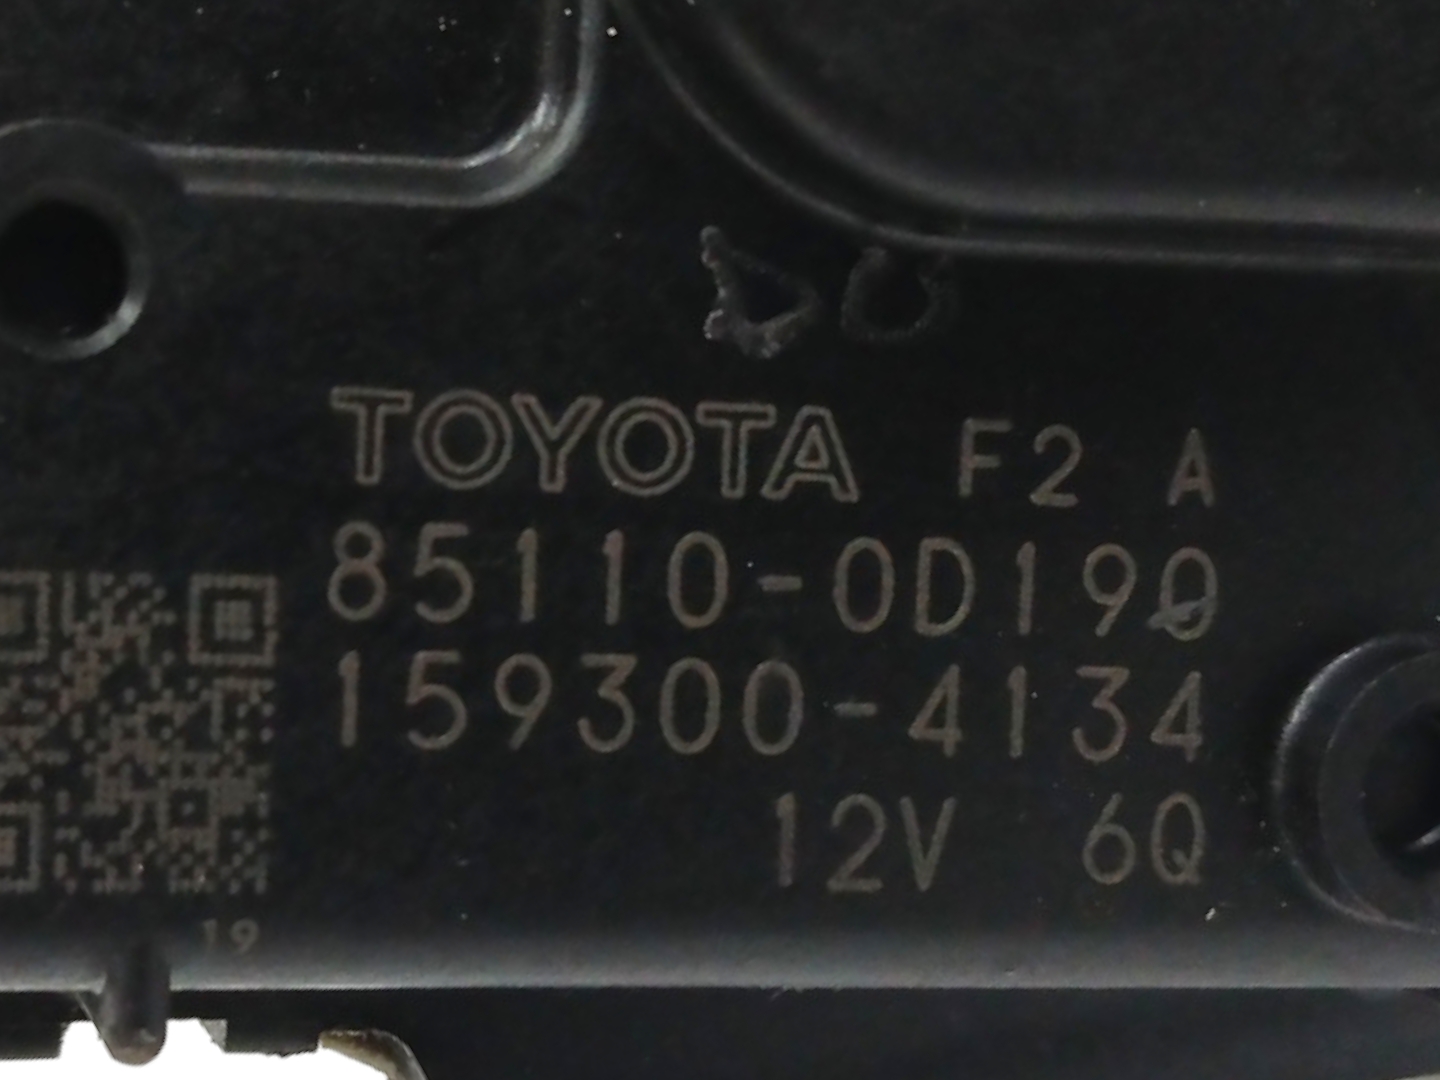 TOYOTA F2 A
85110-0D190
159300-4134
12V 6Q
19